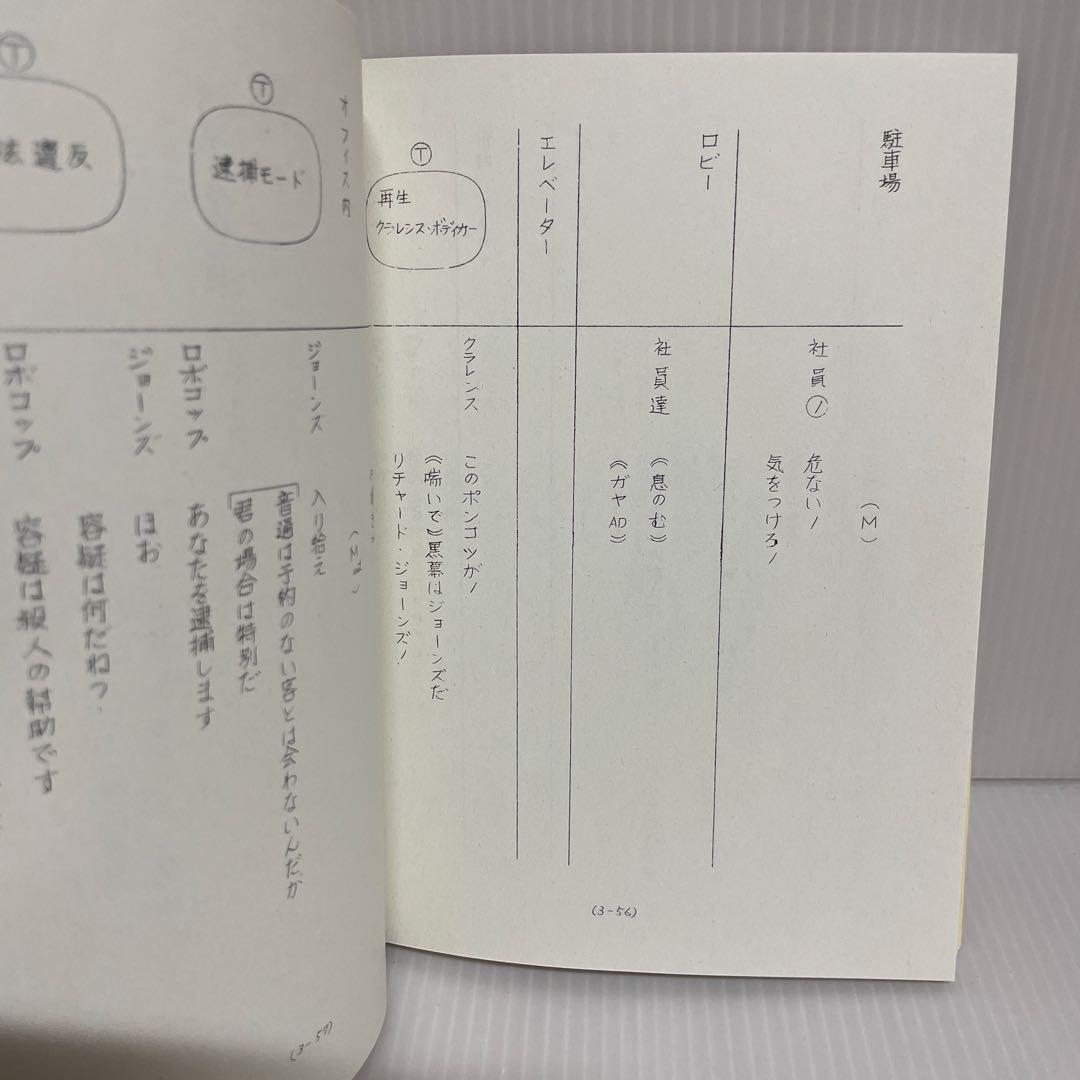 駐車場
(M)
社員①
危ない!
気をつけろ!
ロビー
社員達
《息のむ》
《ガヤAD》
エレベーター
Ⓣ
再生
クラレンス・ボディカー
クラレンス
このポンコツが!
《喘いで》黒幕はジョーンズだ
リチャード・ジョーンズ!
(3-56)
オフィス内
ジョーンズ
入り給え
普通は予約のない客とは会わないんだが
君の場合は特別だ
Ⓣ
逮捕モード
ロボコップ
あなたを逮捕します
ジョーンズ
ほお
容疑は何だね?
Ⓣ
法違反
ロボコップ
容疑は殺人の幇助です
(3-57)